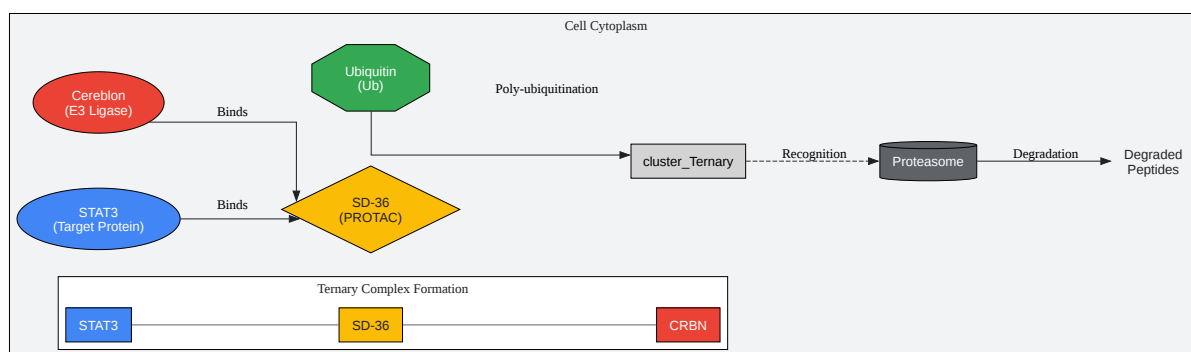 Cell Cytoplasm
Cereblon
(E3 Ligase)
Binds
Ubiquitin
(Ub)
Poly-ubiquitination
cluster_Ternary
Recognition
Proteasome
Degradation
Degraded
Peptides
STAT3
(Target Protein)
Binds
SD-36
(PROTAC)
Ternary Complex Formation
STAT3
SD-36
CRBN